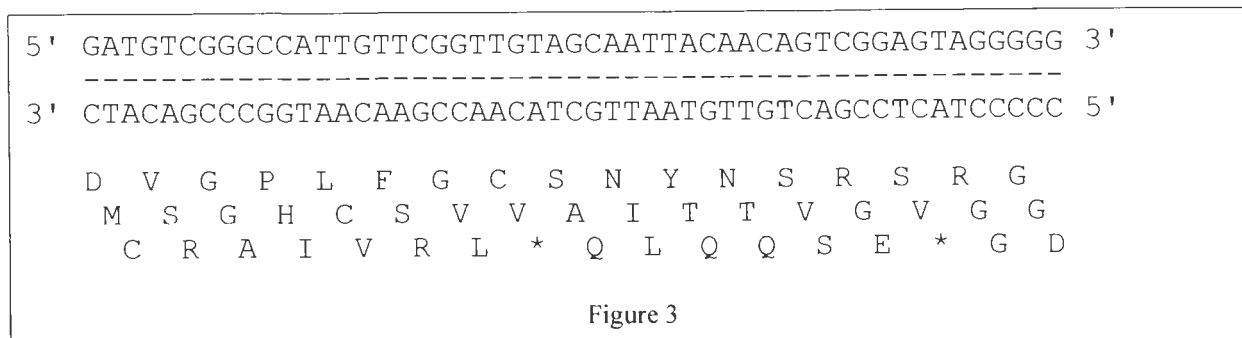 5' GATGTCGGGCCATTGTTCGGTTGTAGCAATTACAACAGTCGGAGTAGGGGG 3'
---------------------------------------------------
3' CTACAGCCCGGTAACAAGCCAACATCGTTAATGTTGTCAGCCTCATCCCCC 5'
D V G P L F G C S N Y N S R S R G
M S G H C S V V A I T T V G V G G
C R A I V R L * Q L Q Q S E * G D
Figure 3